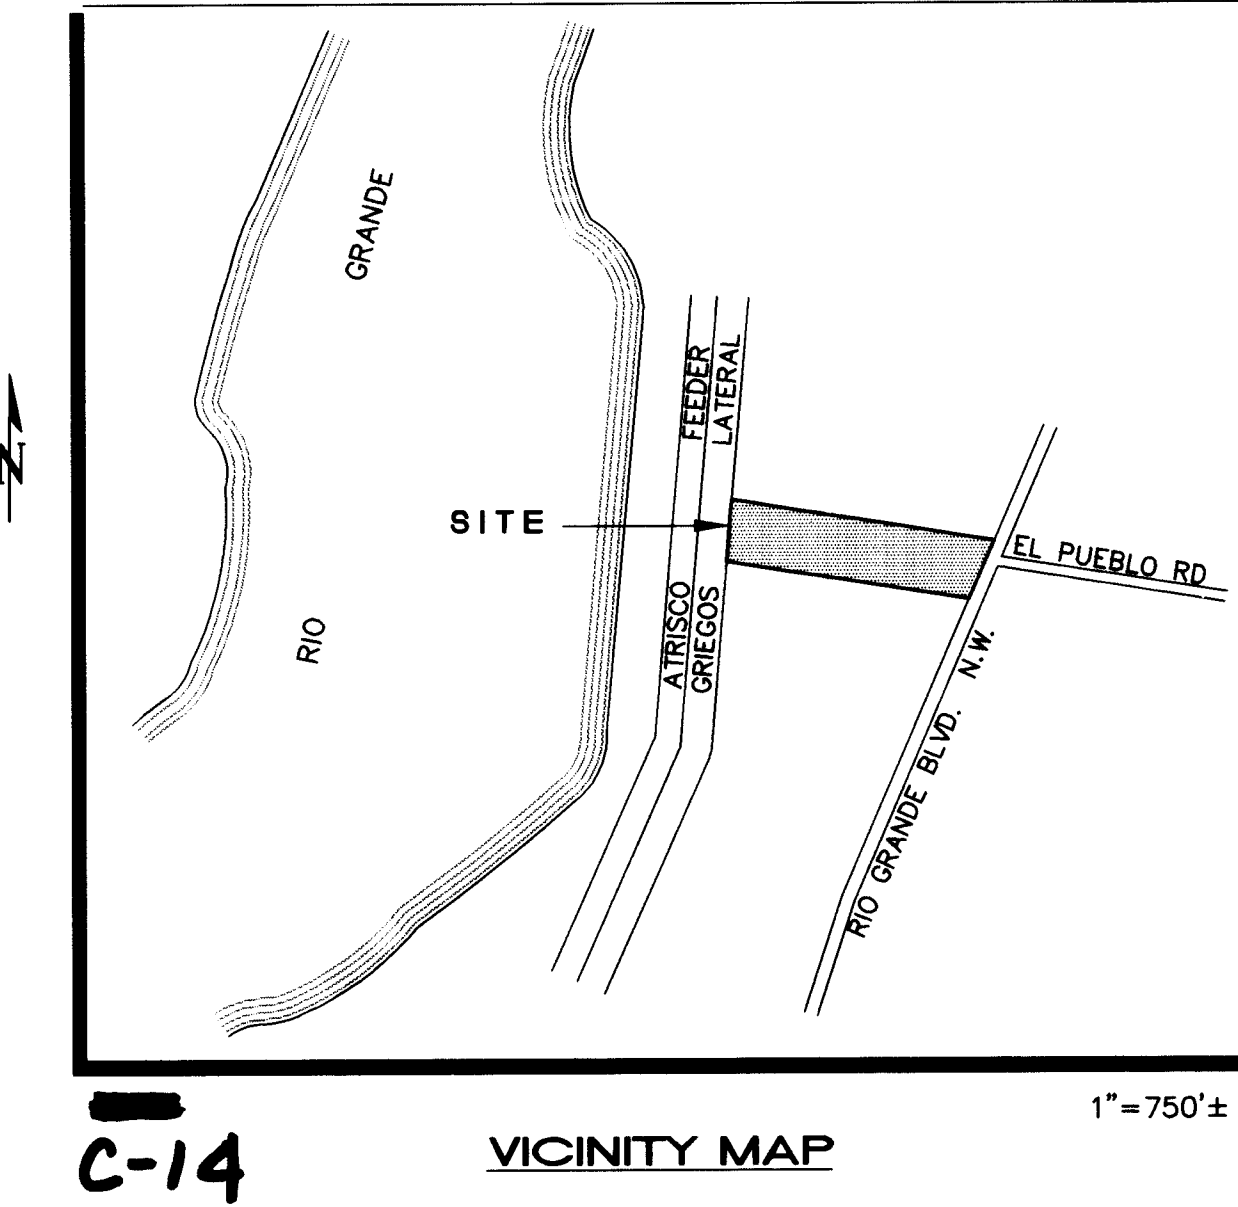 GRANDE
RIO
FEEDER
LATERAL
SITE
ATRISCO
GRIEGOS
EL PUEBLO RD
RIO GRANDE BLVD. N.W.
N
1"=750'±
C-14
VICINITY MAP